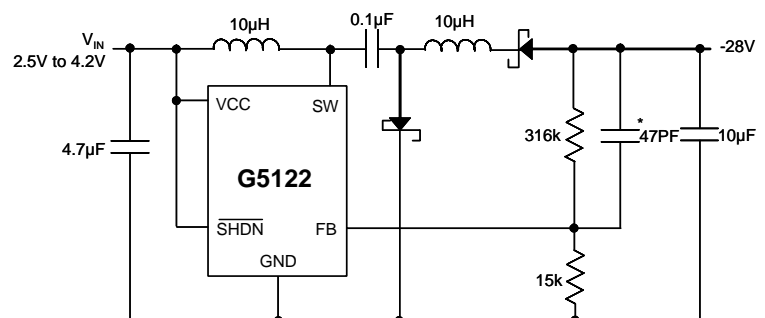 10µH
0.1µF
10µH
VIN
2.5V to 4.2V
-28V
VCC
SW
4.7µF
316k
*
47PF
10µF
G5122
SHDN
FB
GND
15k